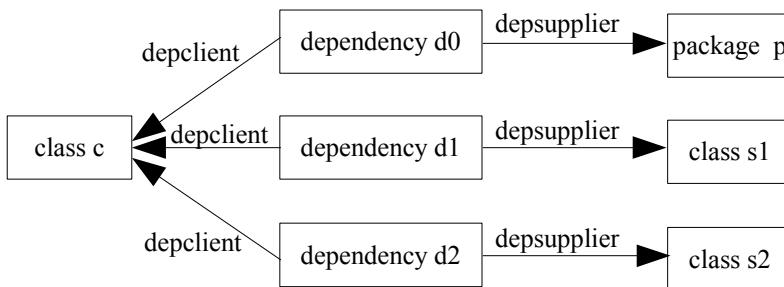 depclient
dependency d0
depsupplier
package p
class c
depclient
dependency d1
depsupplier
class s1
depclient
dependency d2
depsupplier
class s2